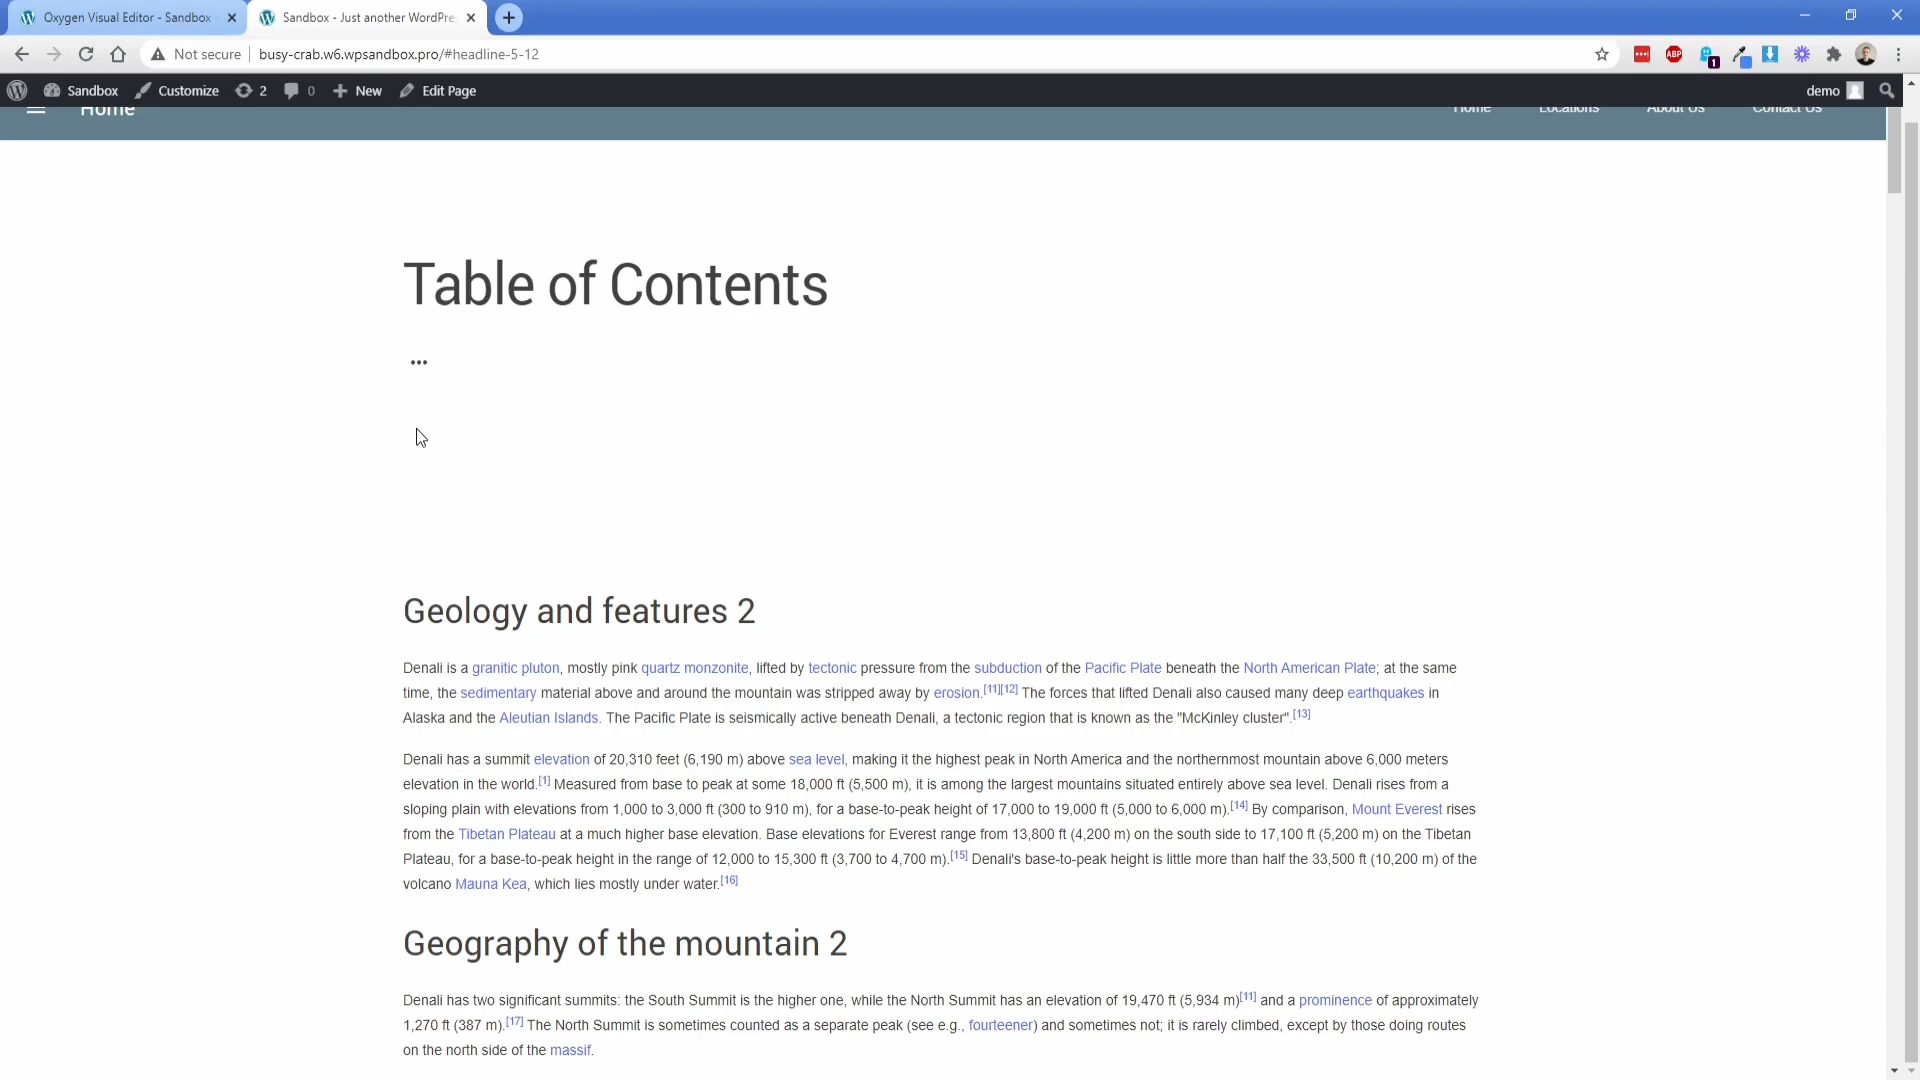 Oxygen Visual Editor - Sandbox
Sandbox - Just another WordPre
Not secure
busy-crab.w6.wpsandbox.pro/#headline-5-12
ABP
1
Sandbox
Customize
2
0
New
Edit Page
demo
Home
Home
Locations
About Us
Contact Us
Table of Contents
...
Geology and features 2
Denali is a granitic pluton, mostly pink quartz monzonite, lifted by tectonic pressure from the subduction of the Pacific Plate beneath the North American Plate; at the same
time, the sedimentary material above and around the mountain was stripped away by erosion.[11][12] The forces that lifted Denali also caused many deep earthquakes in
Alaska and the Aleutian Islands. The Pacific Plate is seismically active beneath Denali, a tectonic region that is known as the "McKinley cluster".[13]
Denali has a summit elevation of 20,310 feet (6,190 m) above sea level, making it the highest peak in North America and the northernmost mountain above 6,000 meters
elevation in the world.[1] Measured from base to peak at some 18,000 ft (5,500 m), it is among the largest mountains situated entirely above sea level. Denali rises from a
sloping plain with elevations from 1,000 to 3,000 ft (300 to 910 m), for a base-to-peak height of 17,000 to 19,000 ft (5,000 to 6,000 m).[14] By comparison, Mount Everest rises
from the Tibetan Plateau at a much higher base elevation. Base elevations for Everest range from 13,800 ft (4,200 m) on the south side to 17,100 ft (5,200 m) on the Tibetan
Plateau, for a base-to-peak height in the range of 12,000 to 15,300 ft (3,700 to 4,700 m).[15] Denali's base-to-peak height is little more than half the 33,500 ft (10,200 m) of the
volcano Mauna Kea, which lies mostly under water.[16]
Geography of the mountain 2
Denali has two significant summits: the South Summit is the higher one, while the North Summit has an elevation of 19,470 ft (5,934 m)[11] and a prominence of approximately
1,270 ft (387 m).[17] The North Summit is sometimes counted as a separate peak (see e.g., fourteener) and sometimes not; it is rarely climbed, except by those doing routes
on the north side of the massif.